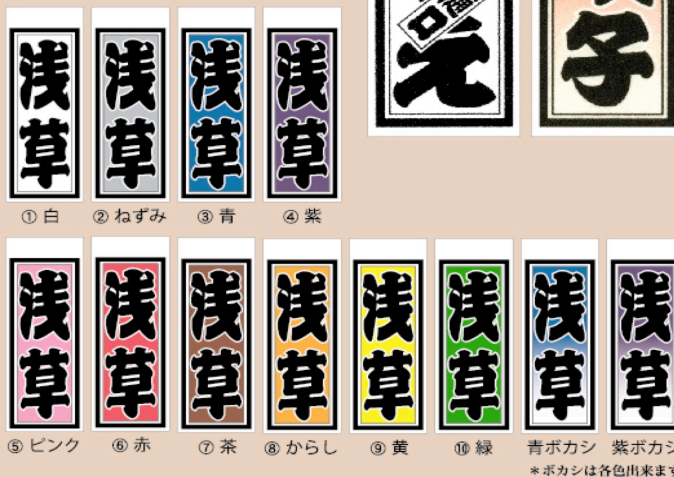 浅草
浅草
浅草
浅草
子
① 白
② ねずみ
③ 青
④ 紫
浅草
浅草
浅草
浅草
浅草
浅草
浅草
浅草
⑤ ピンク
⑥ 赤
⑦ 茶
⑧ からし
⑨ 黄
⑩ 緑
青ボカシ
紫ボカシ
＊ボカシは各色出来ます